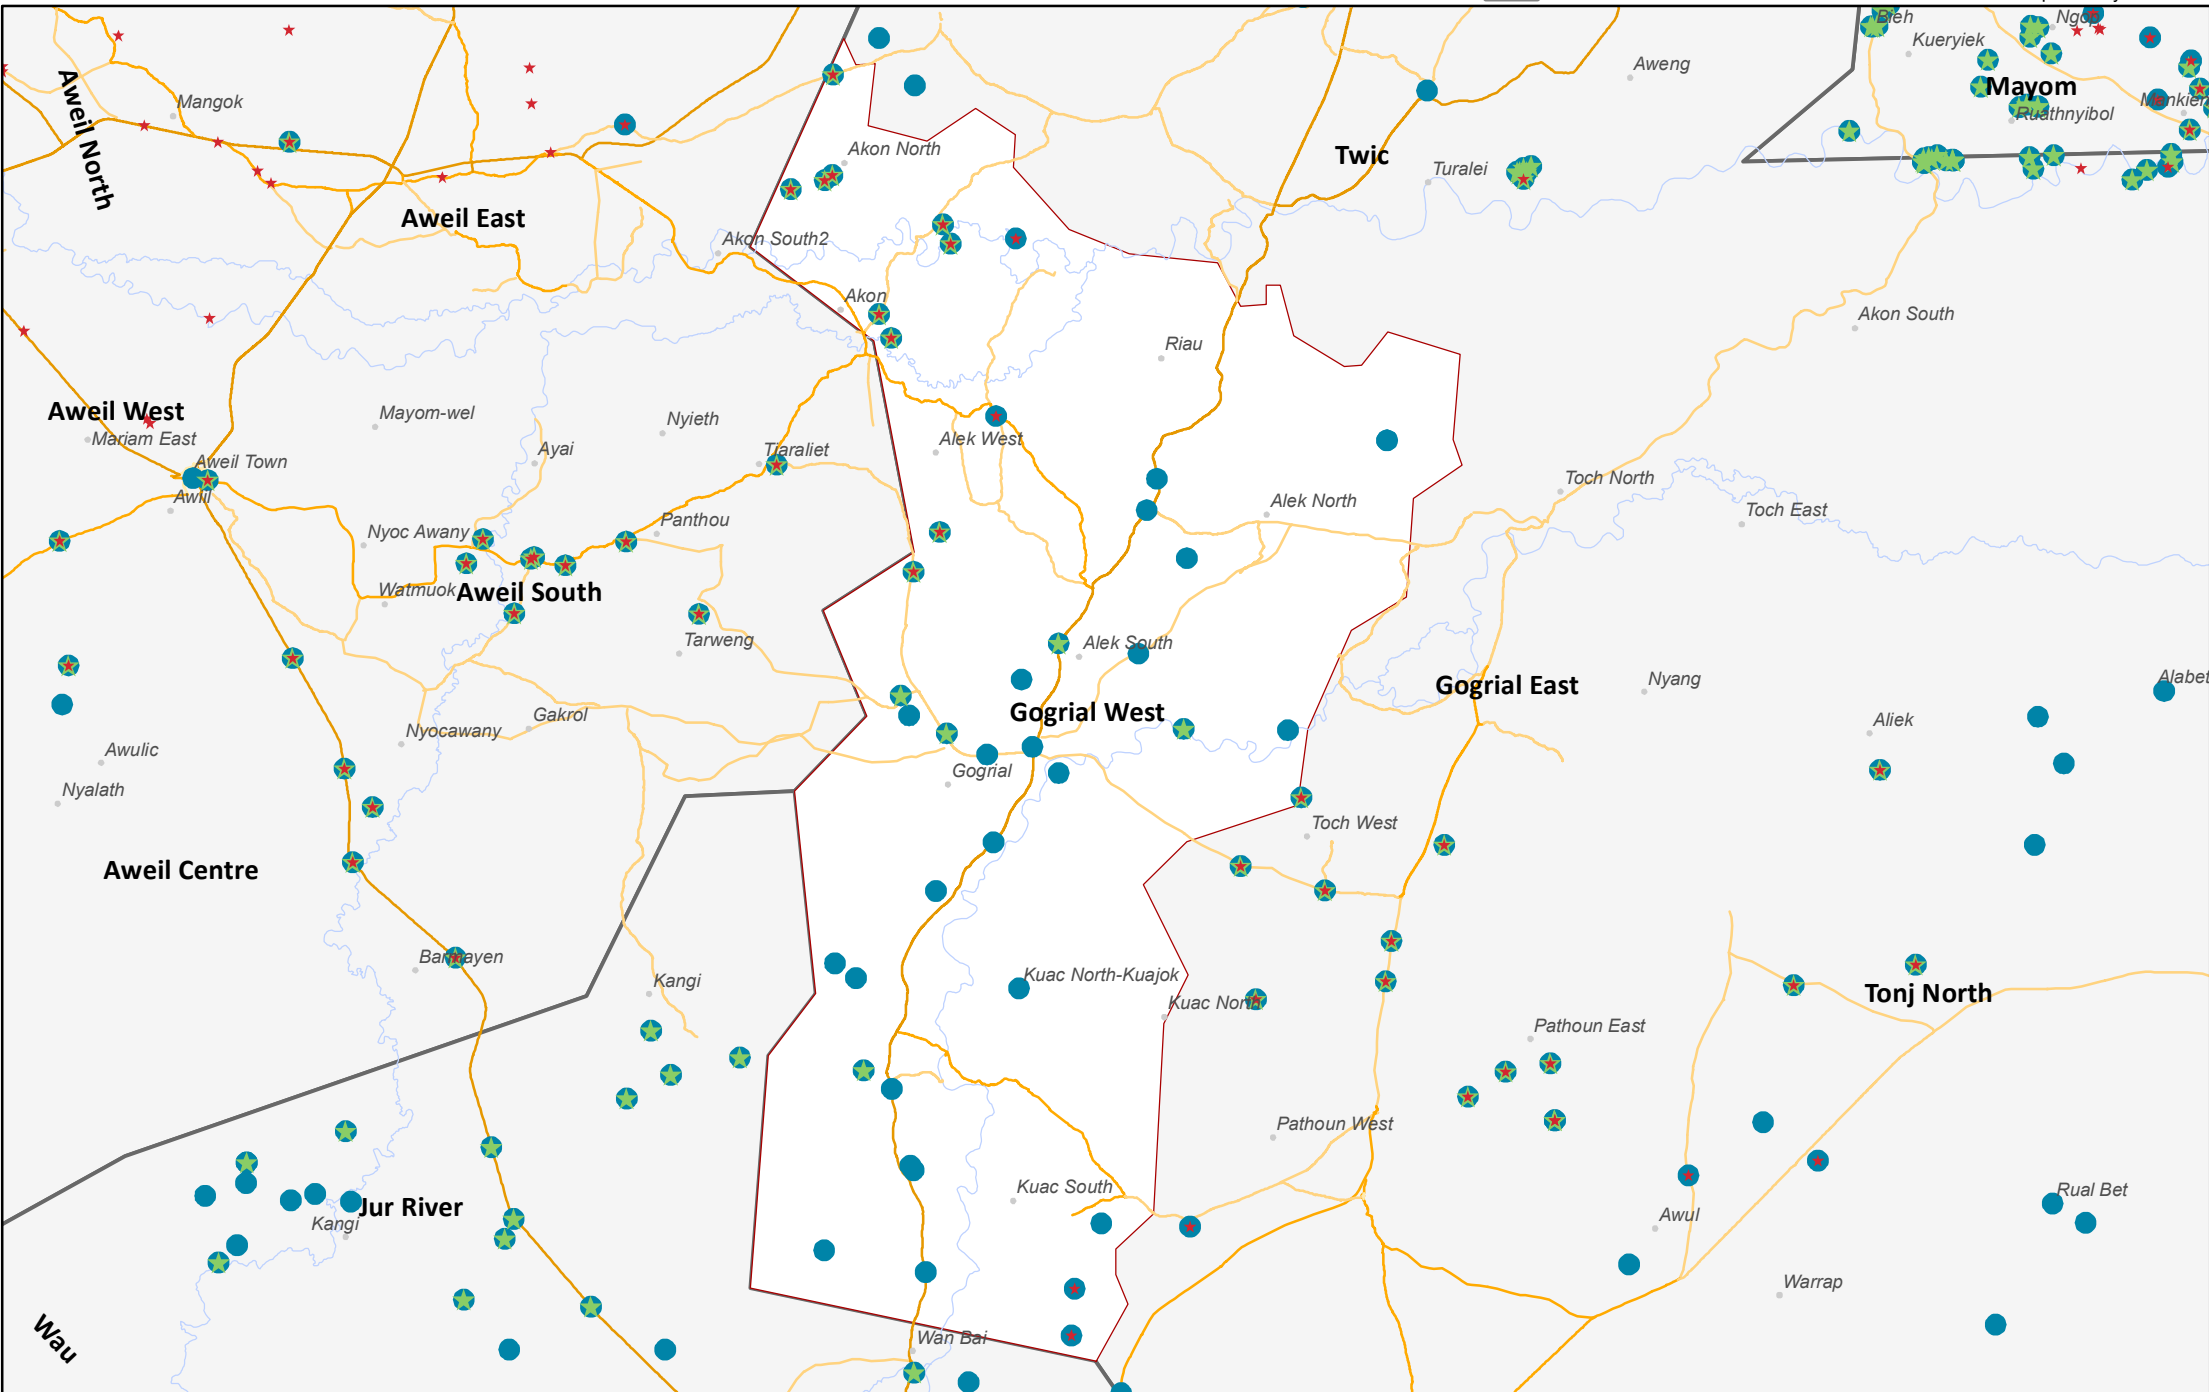 Bieh
Ngop
Kueryiek
Aweng
Mayom
Mankien
Ruathnyibol
Aweil North
Mangok
Akon North
Twic
Turalei
Aweil East
Akon South2
Akon
Akon South
Riau
Aweil West
Mayom-wel
Nyieth
Mariam East
Ayai
Tiaraliet
Alek West
Aweil Town
Awlil
Toch North
Alek North
Toch East
Nyoc Awany
Panthou
Watmuok
Aweil South
Tarweng
Alek South
Gogrial East
Nyang
Alabet
Gogrial West
Gakrol
Nyocawany
Aliek
Awulic
Gogrial
Nyalath
Toch West
Aweil Centre
Barmayen
Kangi
Kuac North-Kuajok
Kuac North
Tonj North
Pathoun East
Pathoun West
Kuac South
Rual Bet
Jur River
Kangi
Awul
Warrap
Wan Bai
Wau